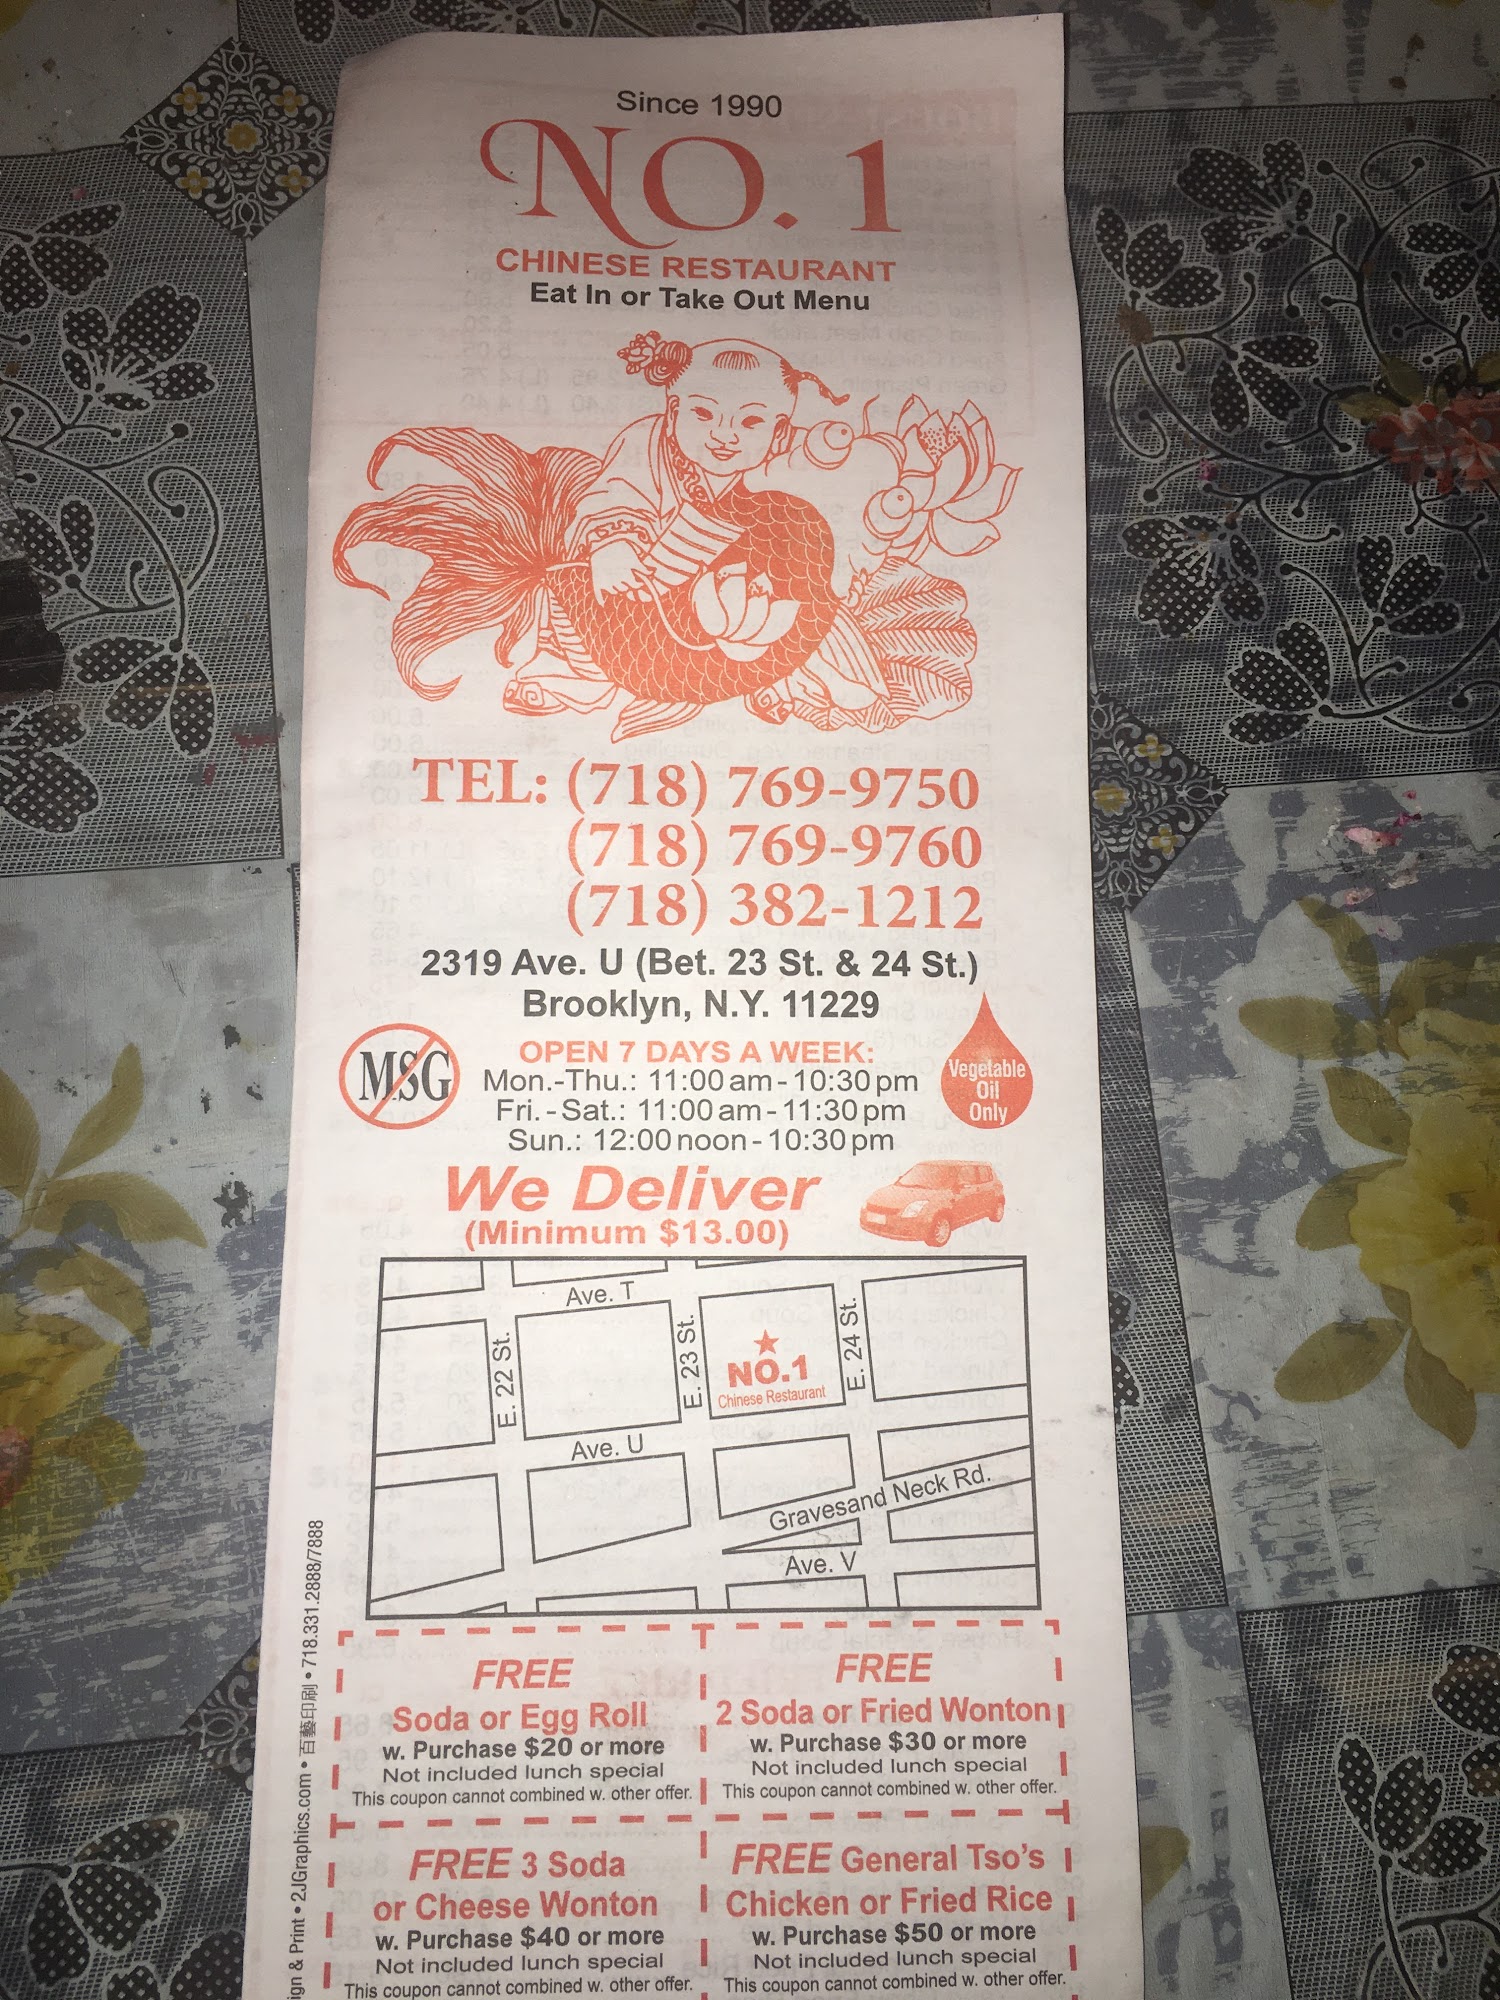 Since 1990
NO. 1
CHINESE RESTAURANT
Eat In or Take Out Menu
TEL: (718) 769-9750
(718) 769-9760
(718) 382-1212
2319 Ave. U (Bet. 23 St. & 24 St.)
Brooklyn, N.Y. 11229
MSG
OPEN 7 DAYS A WEEK:
Mon.-Thu.: 11:00 am - 10:30 pm
Fri. - Sat.: 11:00 am - 11:30 pm
Sun.: 12:00 noon - 10:30 pm
Vegetable
Oil
Only
We Deliver
(Minimum $13.00)
Ave. T
E. 22 St.
E. 23 St.
E. 24 St.
NO.1
Chinese Restaurant
Ave. U
Gravesand Neck Rd.
Ave. V
FREE
Soda or Egg Roll
w. Purchase $20 or more
Not included lunch special
This coupon cannot combined w. other offer.
FREE
2 Soda or Fried Wonton
w. Purchase $30 or more
Not included lunch special
This coupon cannot combined w. other offer.
FREE 3 Soda
or Cheese Wonton
w. Purchase $40 or more
Not included lunch special
This coupon cannot combined w. other offer.
FREE General Tso's
Chicken or Fried Rice
w. Purchase $50 or more
Not included lunch special
This coupon cannot combined w. other offer.
ign & Print • 2JGraphics.com • 百藝印刷 • 718.331.2888/7888